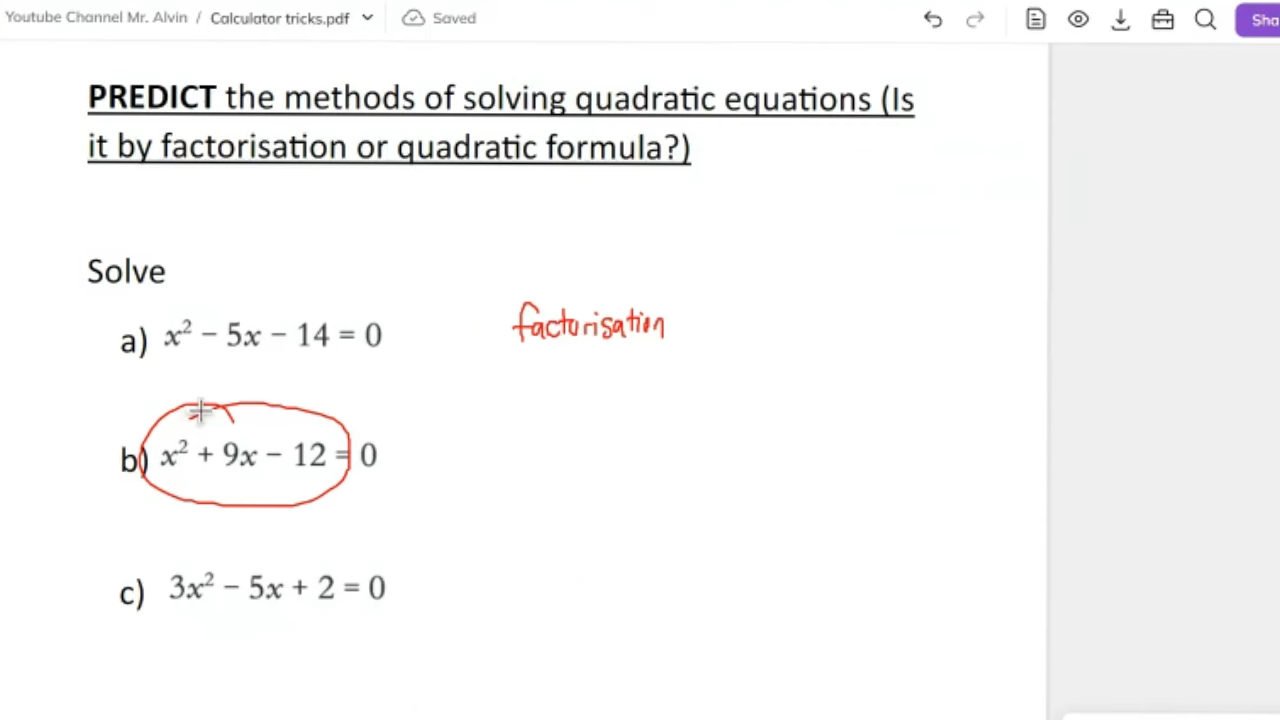 Youtube Channel Mr. Alvin / Calculator tricks.pdf Saved
PREDICT the methods of solving quadratic equations (Is
it by factorisation or quadratic formula?)
Solve
a) x² − 5x − 14 = 0 factorisation
b) x² + 9x − 12 = 0
c) 3x² − 5x + 2 = 0